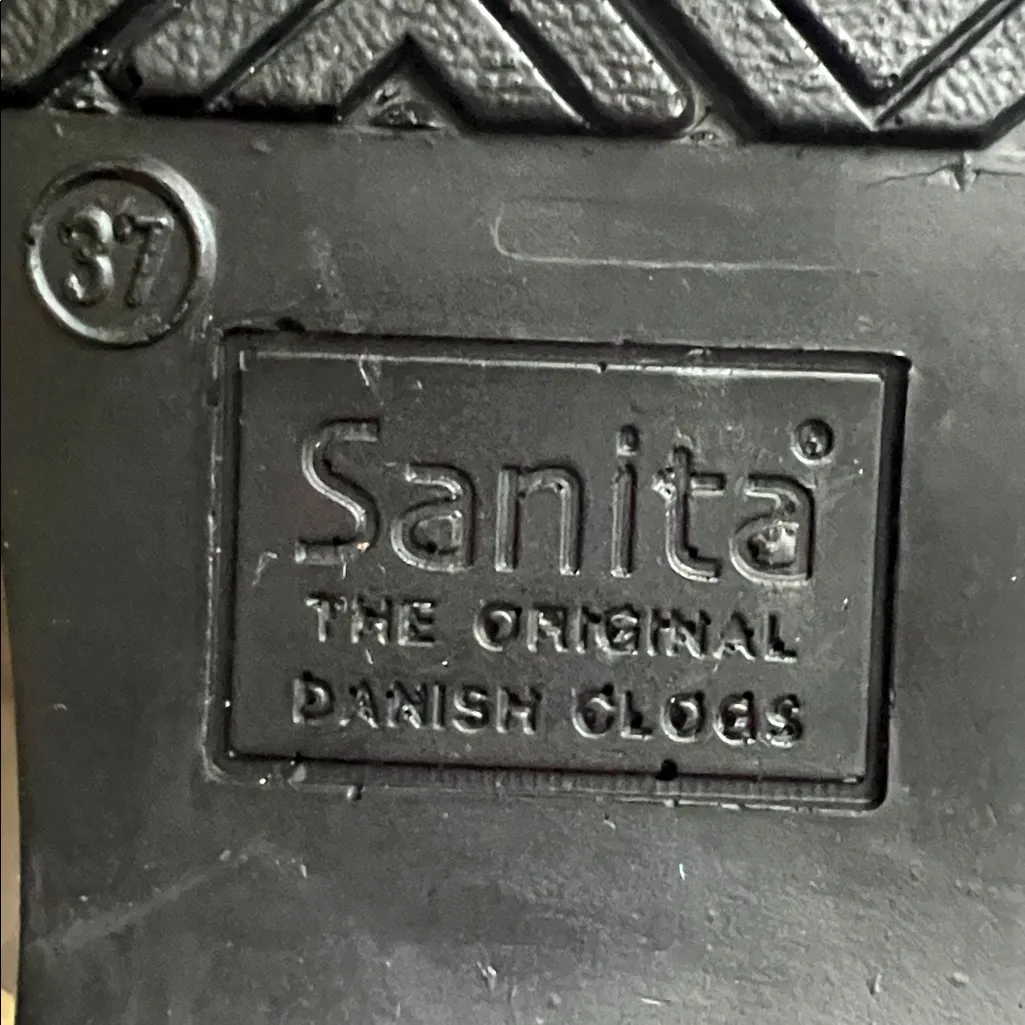 37
Sanita®
THE ORIGINAL
DANISH CLOGS